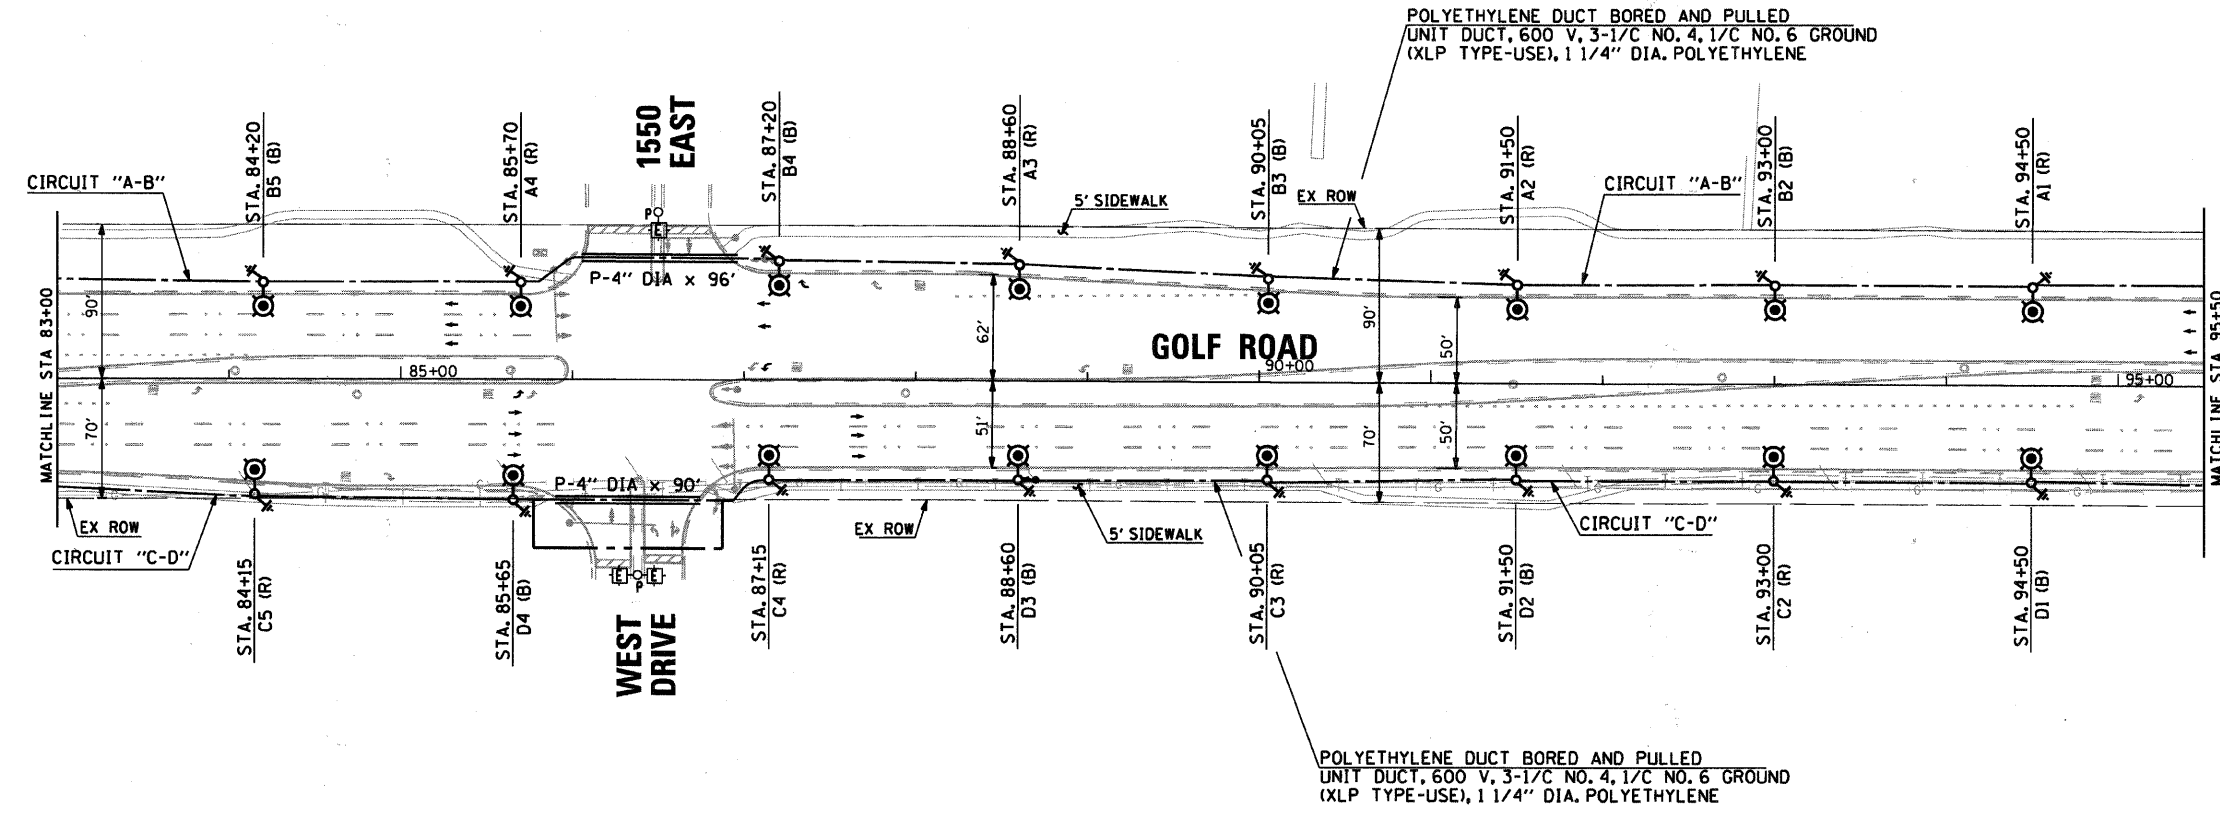 POLYETHYLENE DUCT BORED AND PULLED
UNIT DUCT, 600 V, 3-1/C NO. 4, 1/C NO. 6 GROUND
(XLP TYPE-USE), 1 1/4" DIA. POLYETHYLENE
STA. 84+20
B5 (B)
STA. 85+70
A4 (R)
1550
EAST
STA. 87+20
B4 (B)
STA. 88+60
A3 (R)
STA. 90+05
B3 (B)
STA. 91+50
A2 (R)
STA. 93+00
B2 (B)
STA. 94+50
A1 (R)
CIRCUIT "A-B"
5' SIDEWALK
EX ROW
CIRCUIT "A-B"
P
E
P-4" DIA x 96'
MATCHLINE STA 83+00
90'
62'
90'
50'
GOLF ROAD
85+00
90+00
95+00
MATCHLINE STA 95+50
70'
51'
70'
50'
P-4" DIA x 90'
EX ROW
CIRCUIT "C-D"
EX ROW
5' SIDEWALK
CIRCUIT "C-D"
E
P
E
STA. 84+15
C5 (R)
STA. 85+65
D4 (B)
WEST
DRIVE
STA. 87+15
C4 (R)
STA. 88+60
D3 (B)
STA. 90+05
C3 (R)
STA. 91+50
D2 (B)
STA. 93+00
C2 (R)
STA. 94+50
D1 (B)
POLYETHYLENE DUCT BORED AND PULLED
UNIT DUCT, 600 V, 3-1/C NO. 4, 1/C NO. 6 GROUND
(XLP TYPE-USE), 1 1/4" DIA. POLYETHYLENE